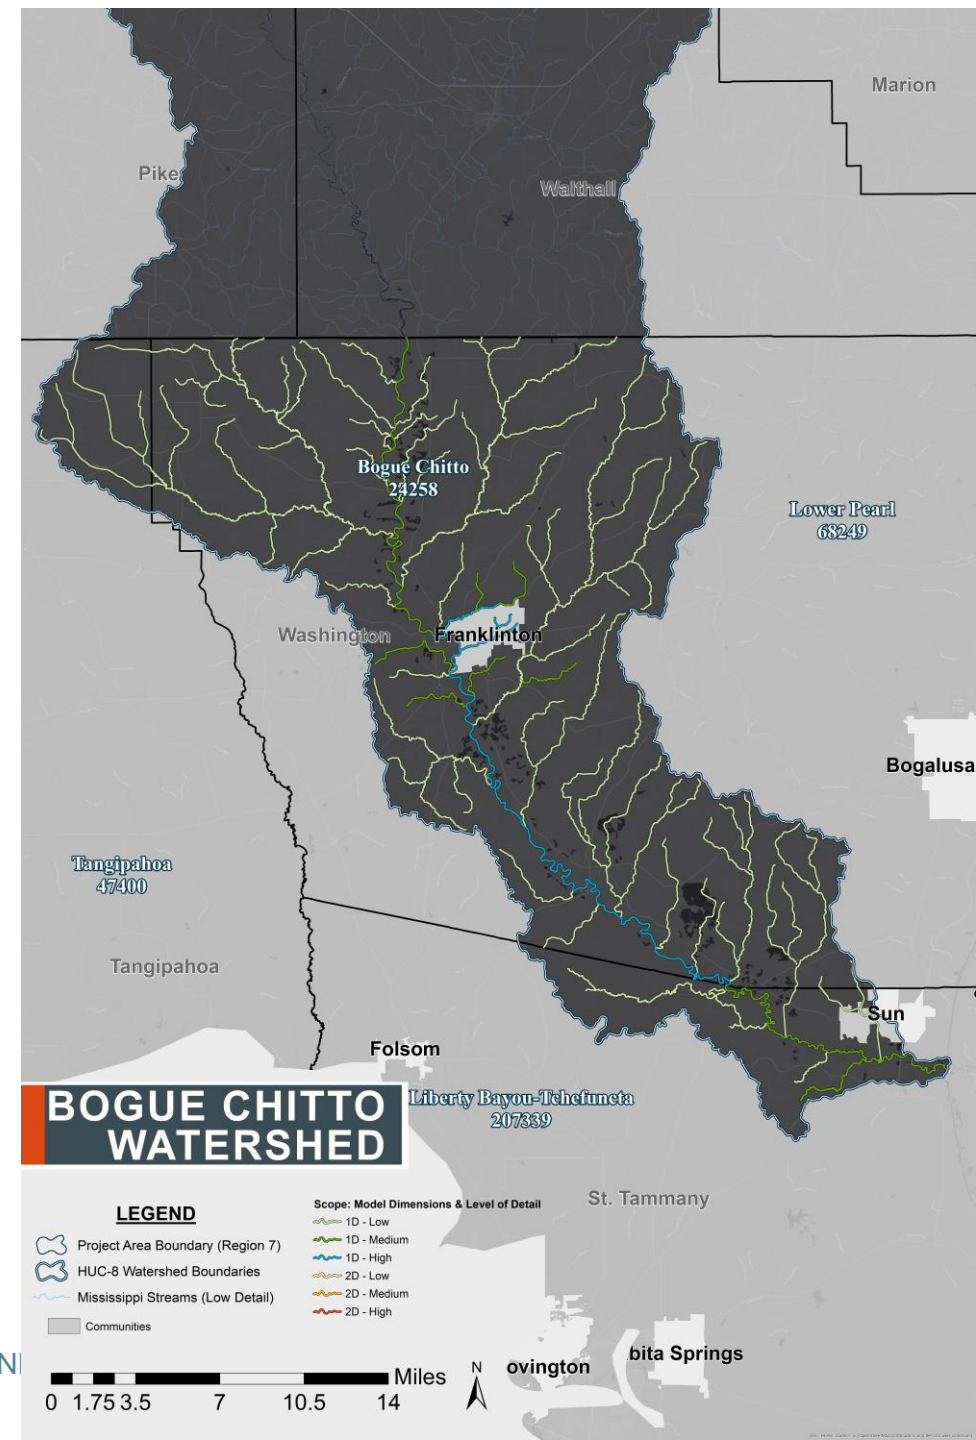 Marion
Pike
Walthall
Bogue Chitto
24258
Lower Pearl
68249
Washington
Franklinton
Bogalusa
Tangipahoa
47400
Tangipahoa
Sun
Folsom
Liberty Bayou-Tchefuncta
207339
BOGUE CHITTO
WATERSHED
St. Tammany
LEGEND
Project Area Boundary (Region 7)
HUC-8 Watershed Boundaries
Mississippi Streams (Low Detail)
Communities
Scope: Model Dimensions & Level of Detail
1D - Low
1D - Medium
1D - High
2D - Low
2D - Medium
2D - High
Miles
0 1.75 3.5 7 10.5 14
N
ovington
bita Springs